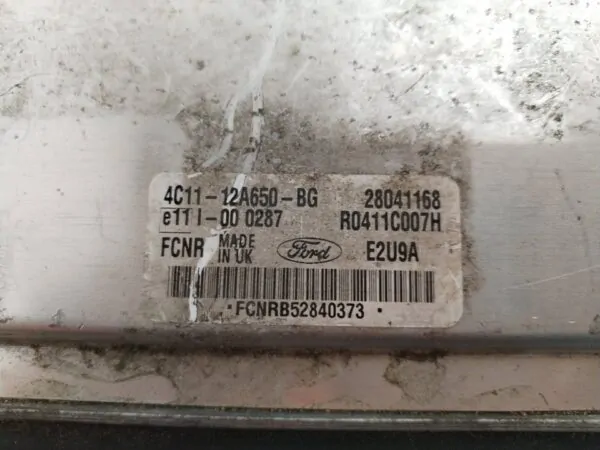 4C11-12A650-BG 28041168
e11 I-00 0287 R0411C007H
FCNR MADE IN UK Ford E2U9A
· FCNRB52840373 ·